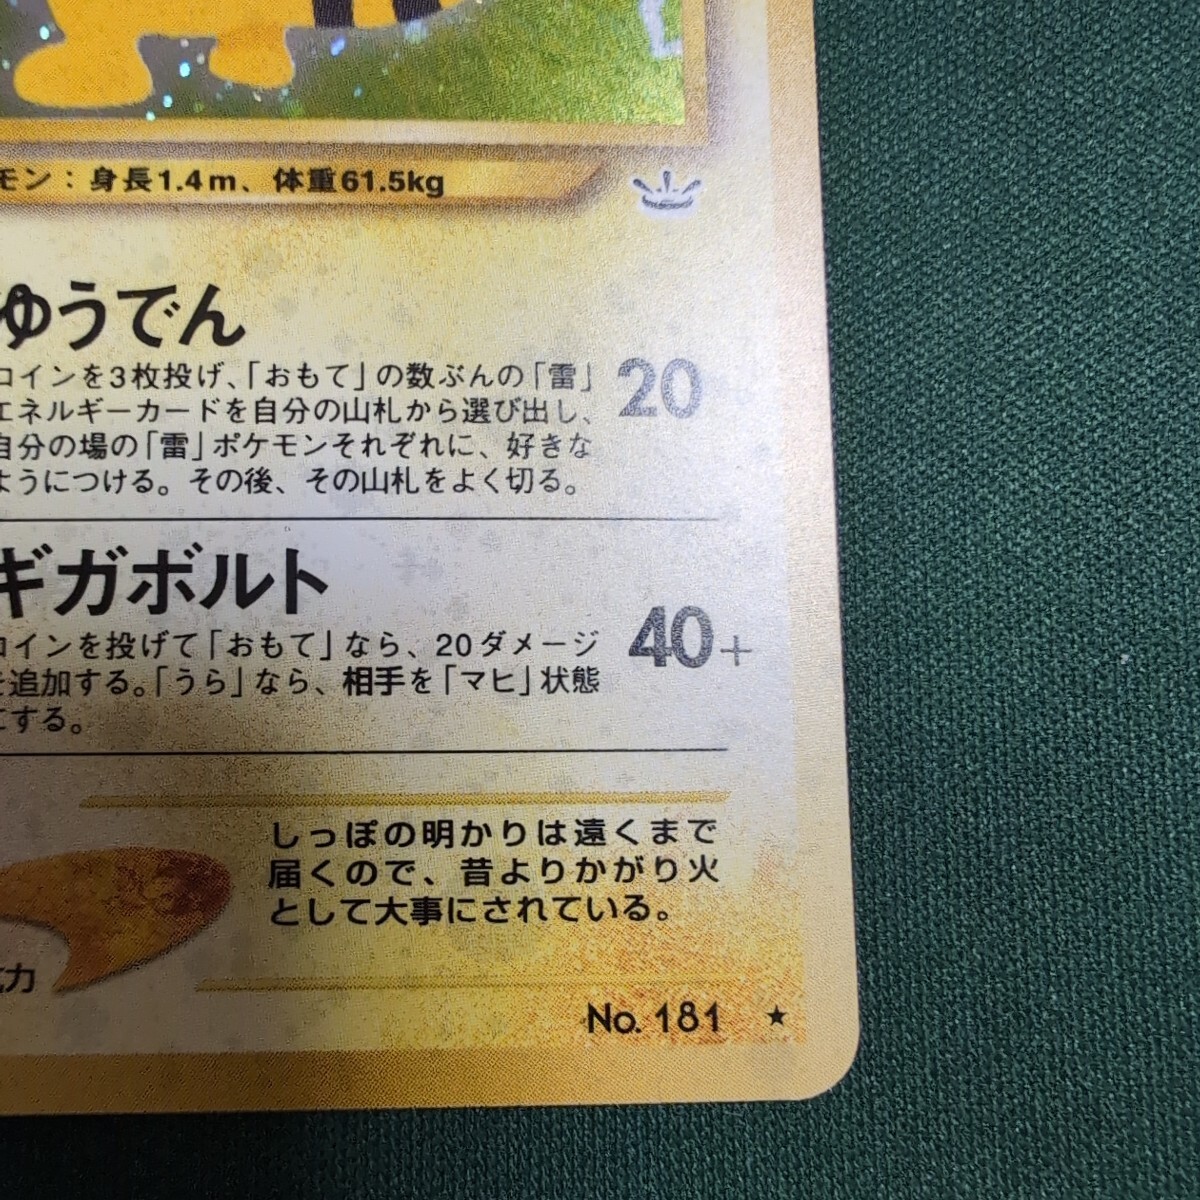 モン：身長1.4m、体重61.5kg
ゆうでん
コインを3枚投げ、「おもて」の数ぶんの「雷」
エネルギーカードを自分の山札から選び出し、
自分の場の「雷」ポケモンそれぞれに、好きな
ようにつける。その後、その山札をよく切る。
20
ギガボルト
コインを投げて「おもて」なら、20ダメージ
を追加する。「うら」なら、相手を「マヒ」状態
にする。
40+
しっぽの明かりは遠くまで
届くので、昔よりかがり火
として大事にされている。
力
No. 181 ★